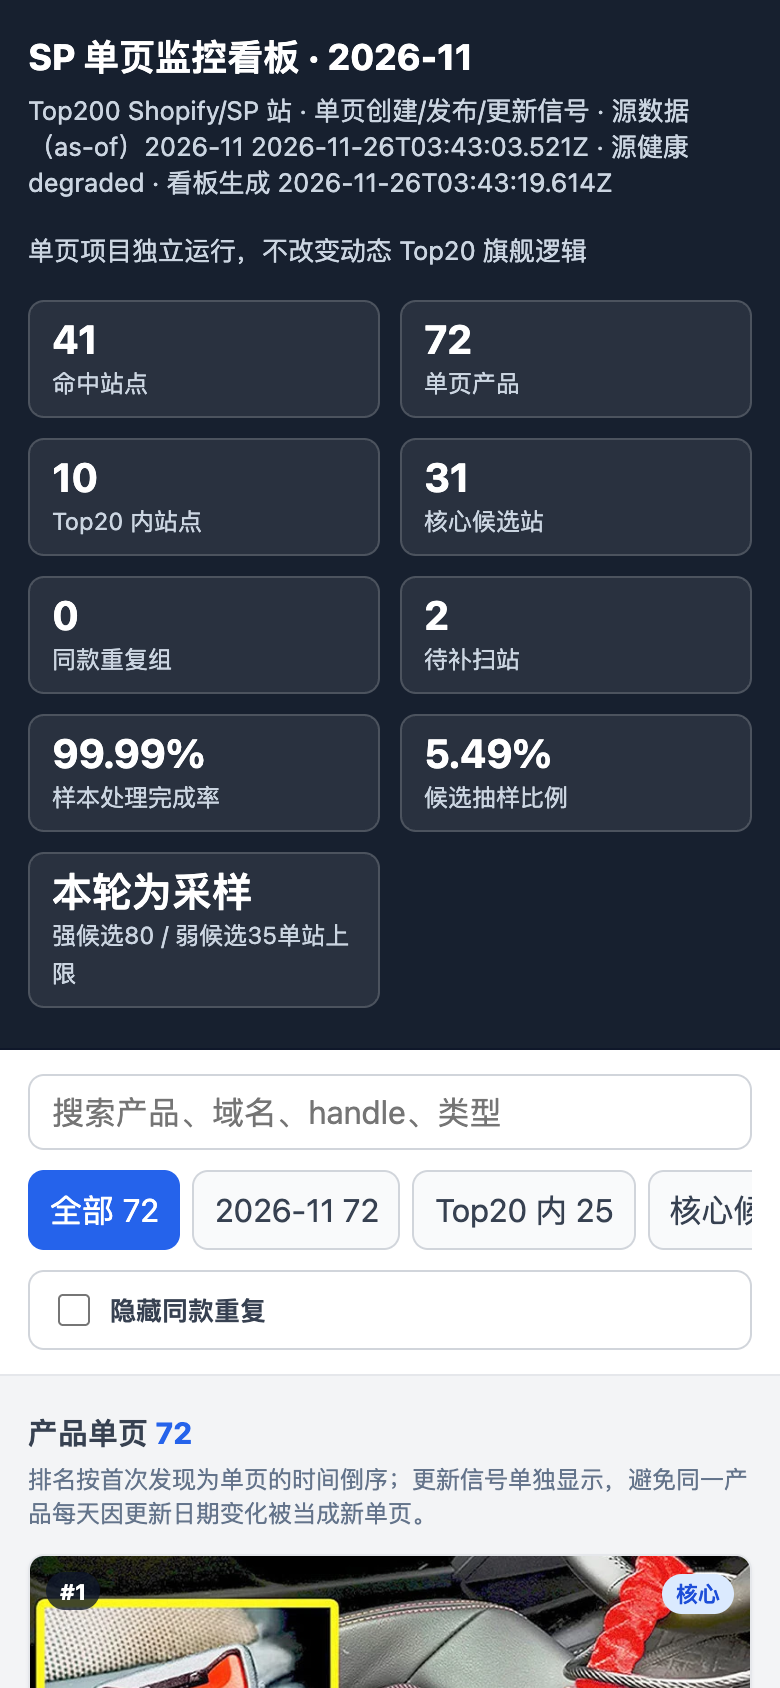 SP 单页监控看板 · 2026-11
Top200 Shopify/SP 站 · 单页创建/发布/更新信号 · 源数据
（as-of）2026-11 2026-11-26T03:43:03.521Z · 源健康
degraded · 看板生成 2026-11-26T03:43:19.614Z
单页项目独立运行，不改变动态 Top20 旗舰逻辑
41
命中站点
72
单页产品
10
Top20 内站点
31
核心候选站
0
同款重复组
2
待补扫站
99.99%
样本处理完成率
5.49%
候选抽样比例
本轮为采样
强候选80 / 弱候选35单站上
限
搜索产品、域名、handle、类型
全部 72
2026-11 72
Top20 内 25
核心候
隐藏同款重复
产品单页 72
排名按首次发现为单页的时间倒序；更新信号单独显示，避免同一产
品每天因更新日期变化被当成新单页。
#1
核心